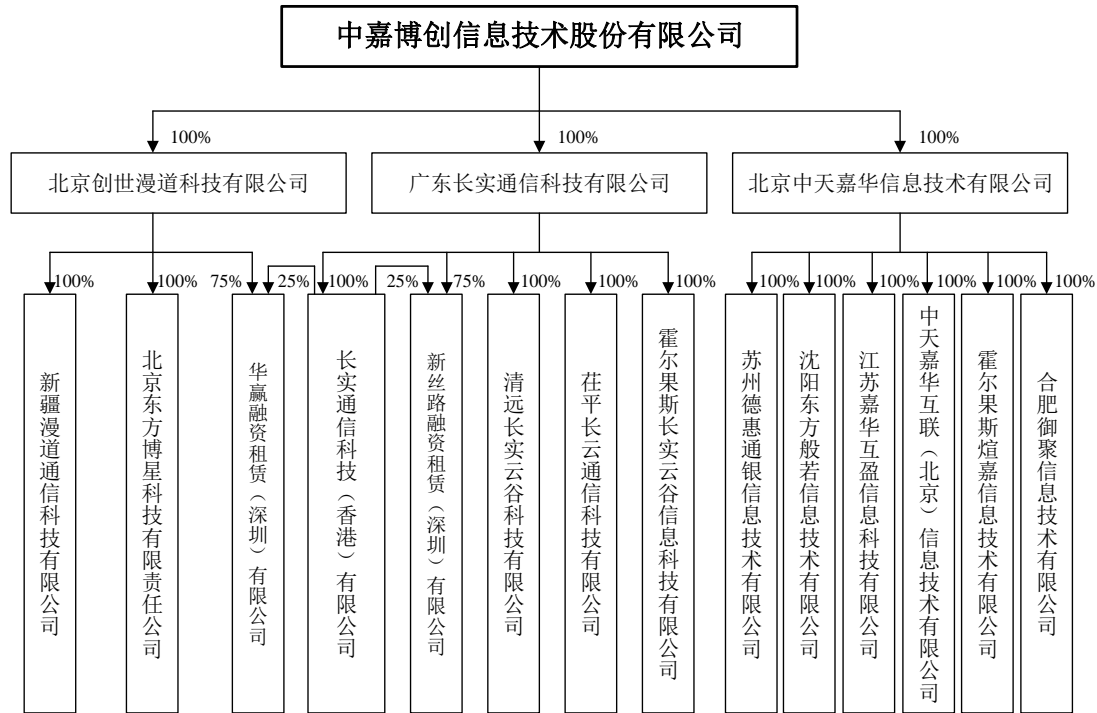 中嘉博创信息技术股份有限公司
100%
100%
100%
北京创世漫道科技有限公司
广东长实通信科技有限公司
北京中天嘉华信息技术有限公司
100%
100%
75%
25%
100%
25%
75%
100%
100%
100%
100%
100%
100%
100%
100%
100%
新疆漫道通信科技有限公司
北京东方博星科技有限责任公司
华赢融资租赁（深圳）有限公司
长实通信科技（香港）有限公司
新丝路融资租赁（深圳）有限公司
清远长实云谷科技有限公司
茌平长云通信科技有限公司
霍尔果斯长实云谷信息科技有限公司
苏州德惠通银信息技术有限公司
沈阳东方般若信息技术有限公司
江苏嘉华互盈信息科技有限公司
中天嘉华互联（北京）信息技术有限公司
霍尔果斯煊嘉信息技术有限公司
合肥御聚信息技术有限公司